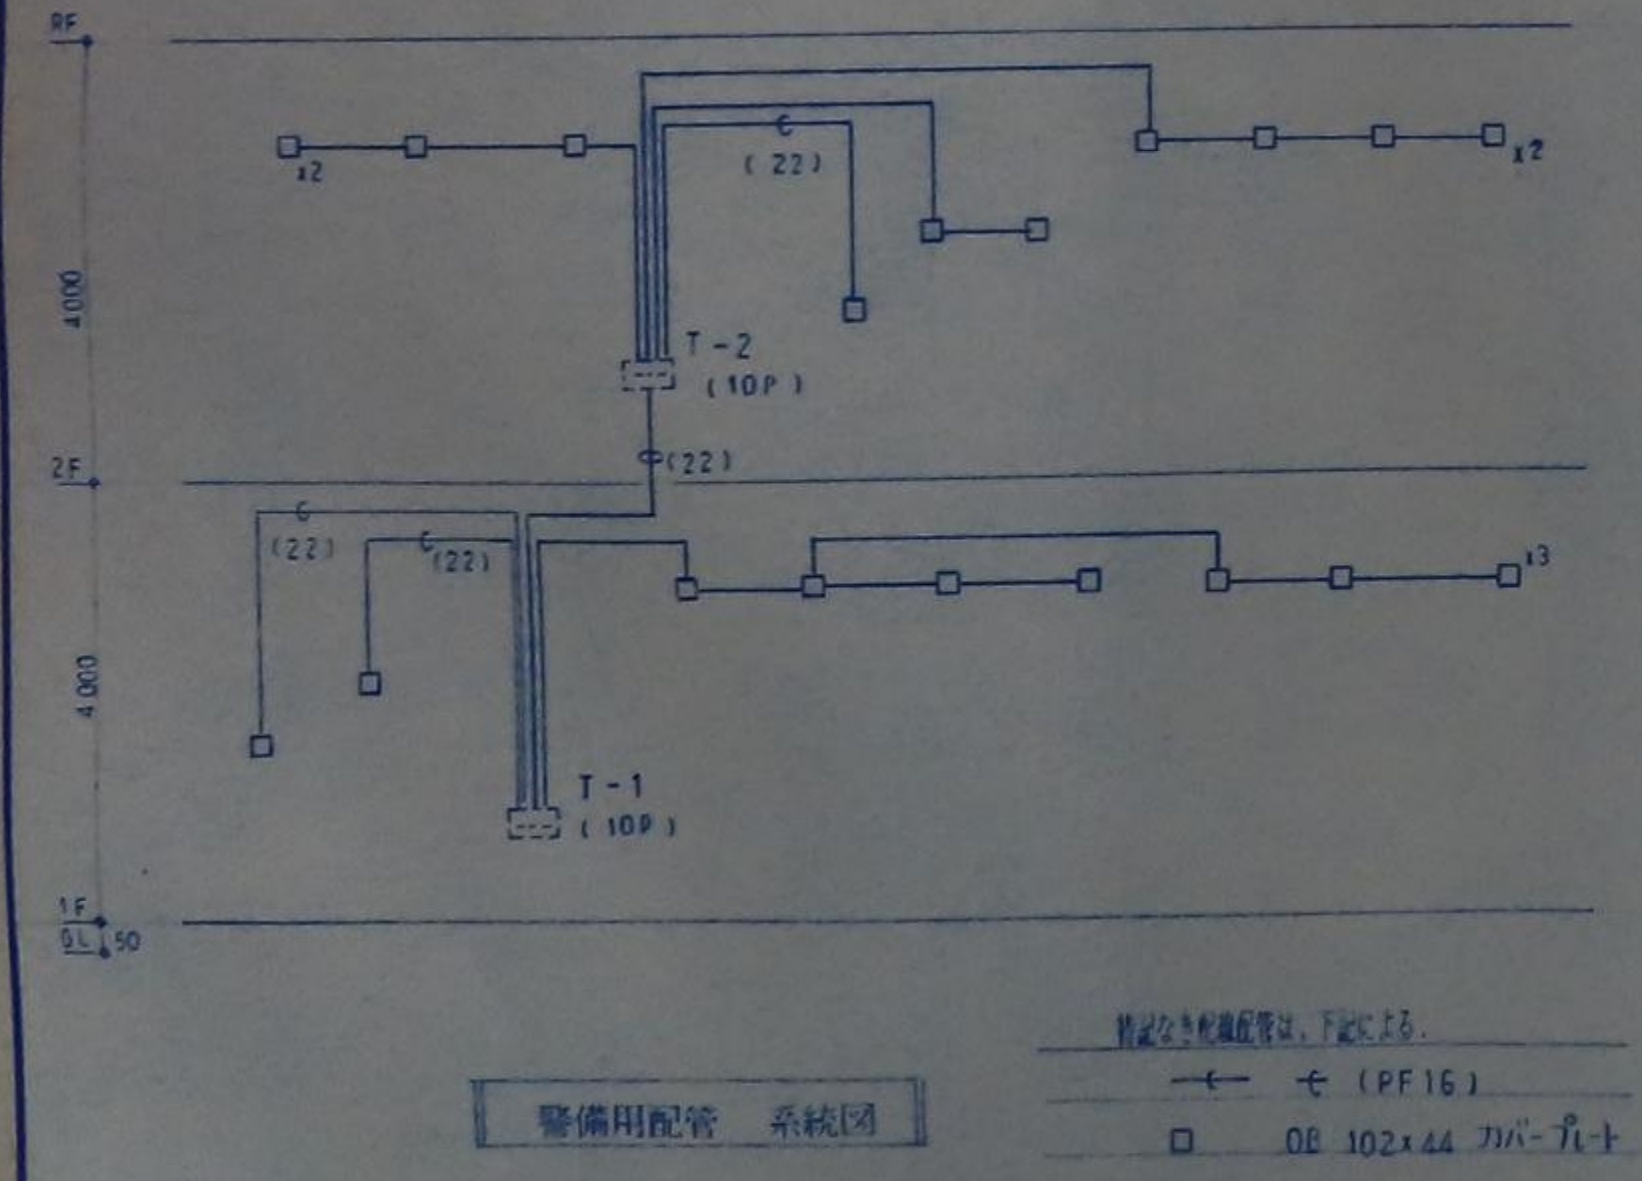 RF
x2
(22)
x2
4000
T-2
(10P)
2F
(22)
(22)
(22)
x3
4000
T-1
(10P)
1F
GL
50
特記なき配線配管は、下記による.
(PF16)
警備用配管 系統図
OB 102x44 カバープレート